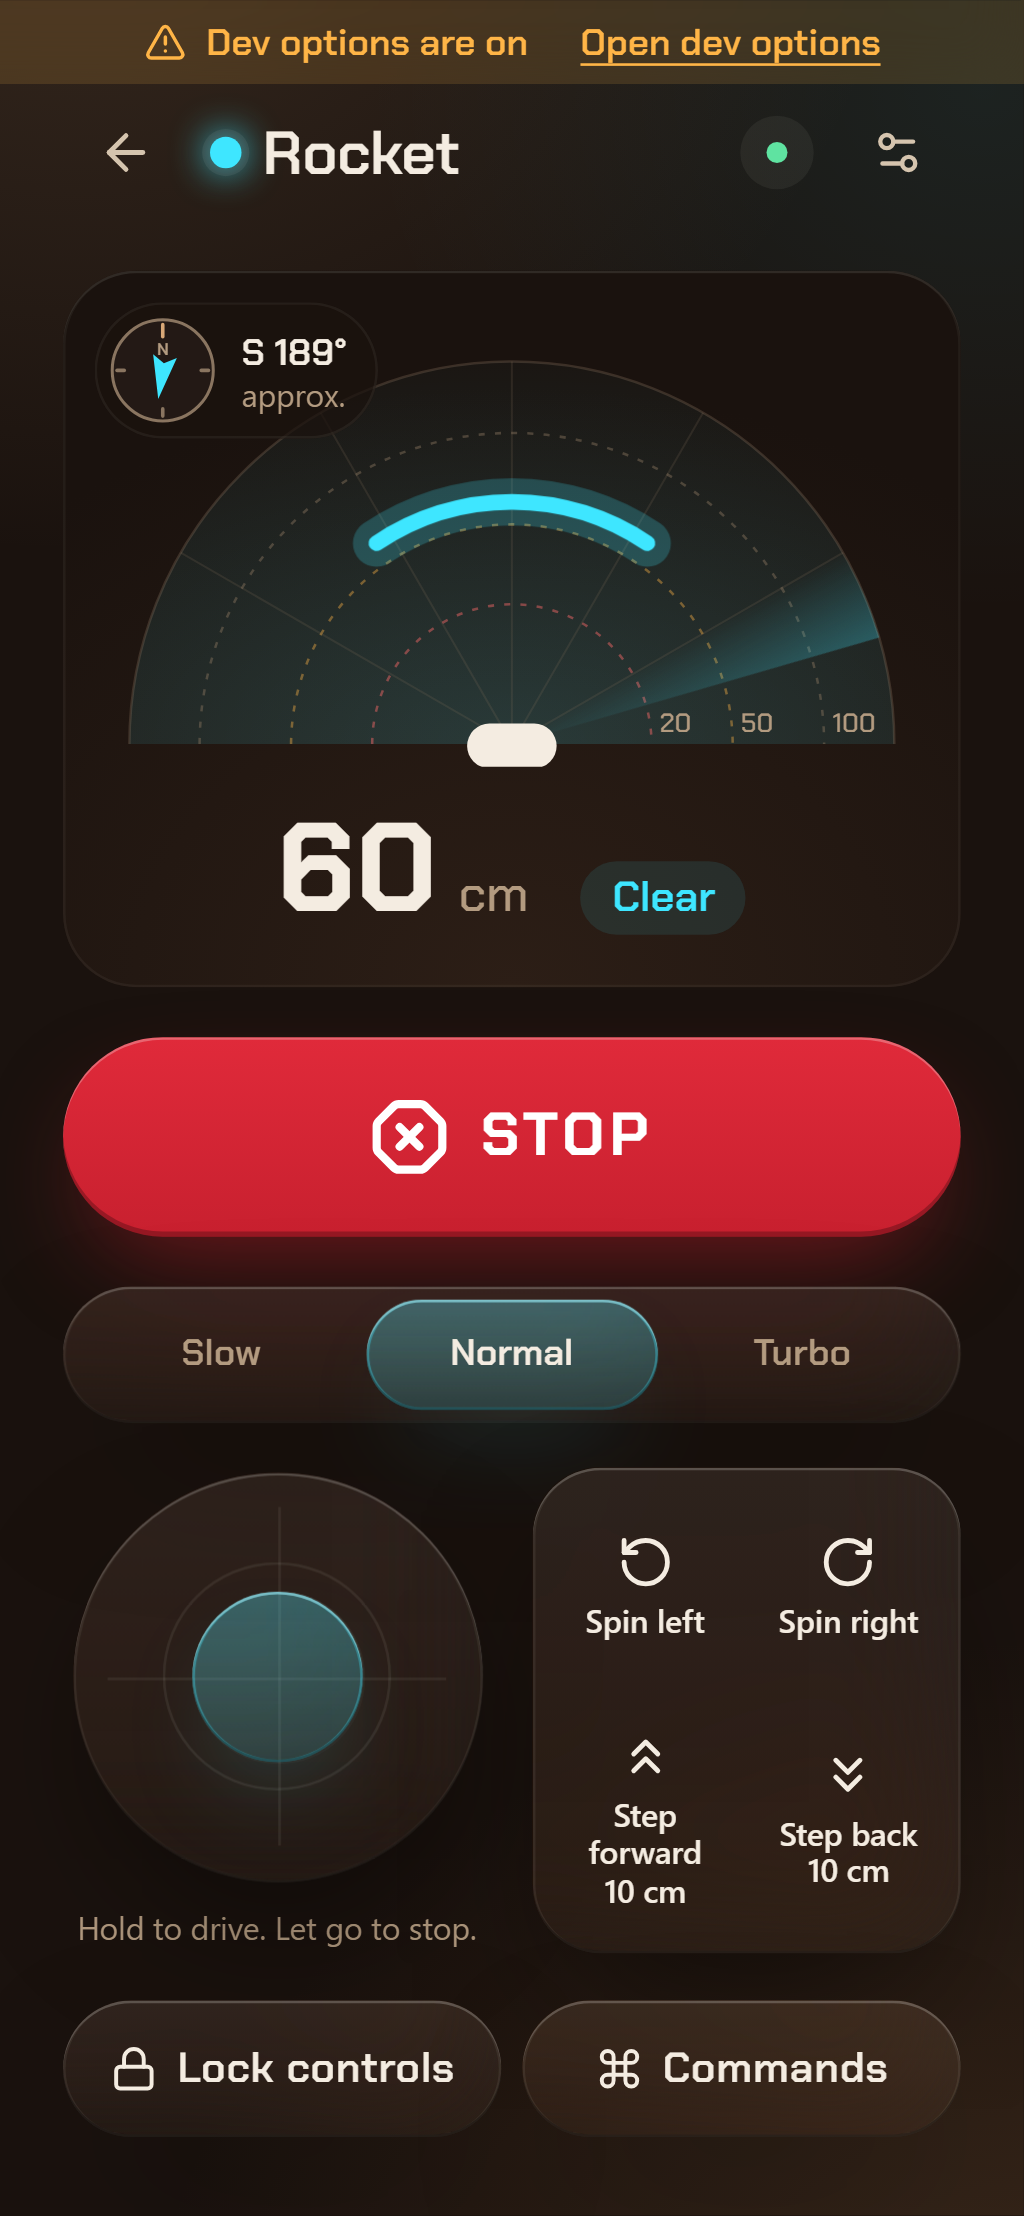 Dev options are on Open dev options
Rocket
N
S 189°
approx.
20 50 100
60 cm Clear
STOP
Slow Normal Turbo
Spin left Spin right
Step
forward
10 cm
Step back
10 cm
Hold to drive. Let go to stop.
Lock controls Commands